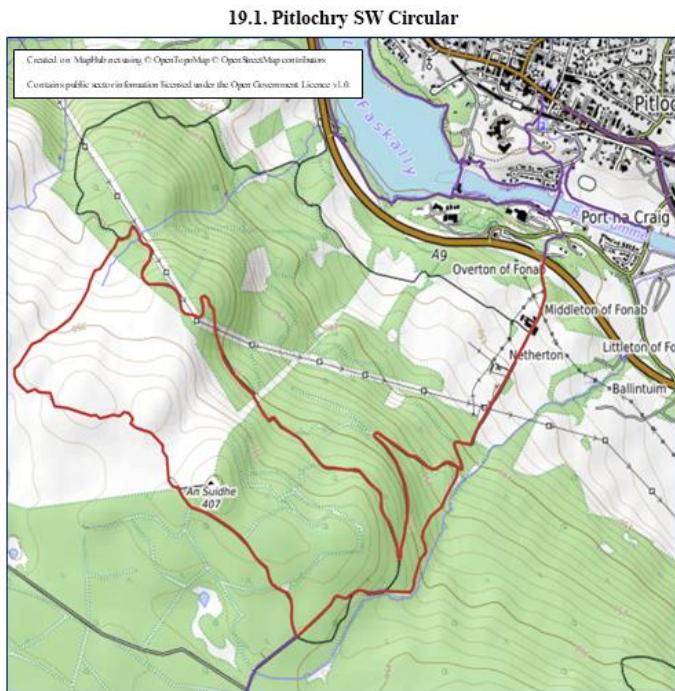 19.1. Pitlochry SW Circular
Created on MapHub.net using © OpenTopoMap © OpenStreetMap contributors
Contains public sector information licensed under the Open Government Licence v1.0.
Faskally
Pitloc
Port na Craig
A9
Overton of Fonab
Middleton of Fonab
Netherton
Littleton of Fo
Ballintuim
An Suidhe
407